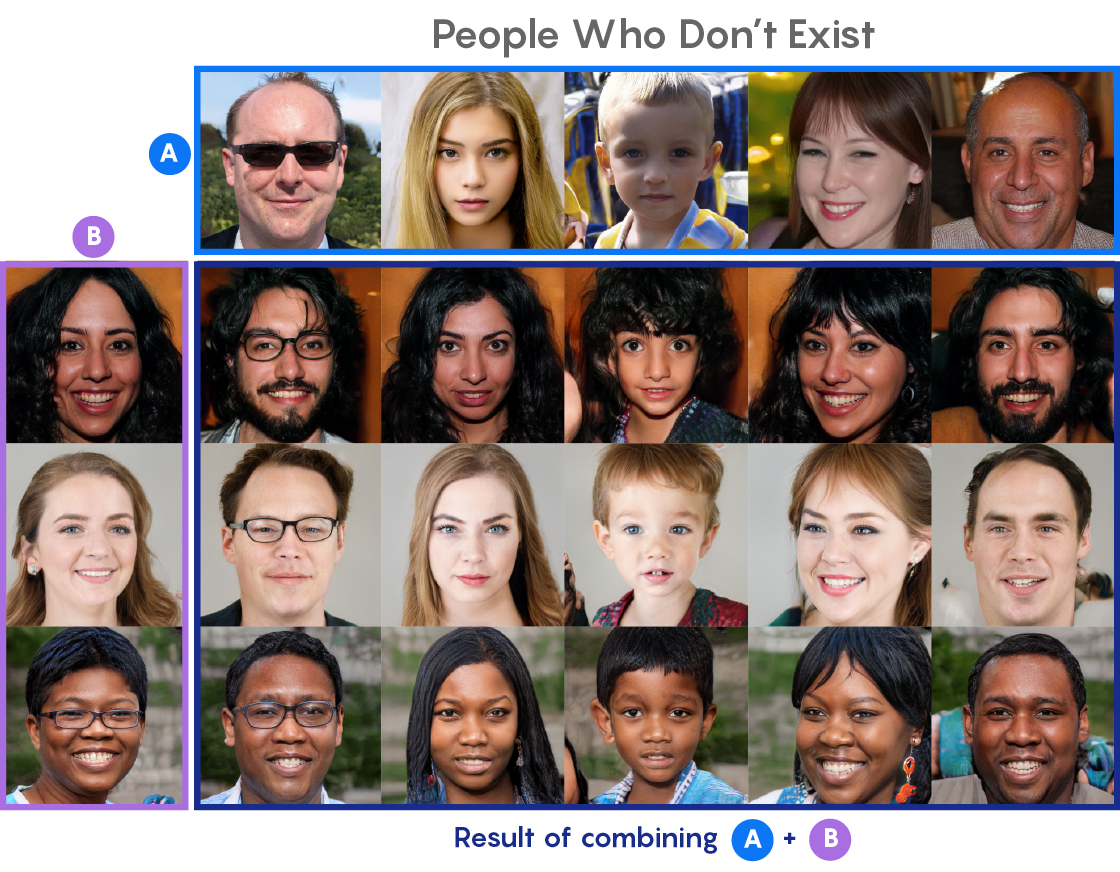 People Who Don't Exist
A
B
Result of combining A + B